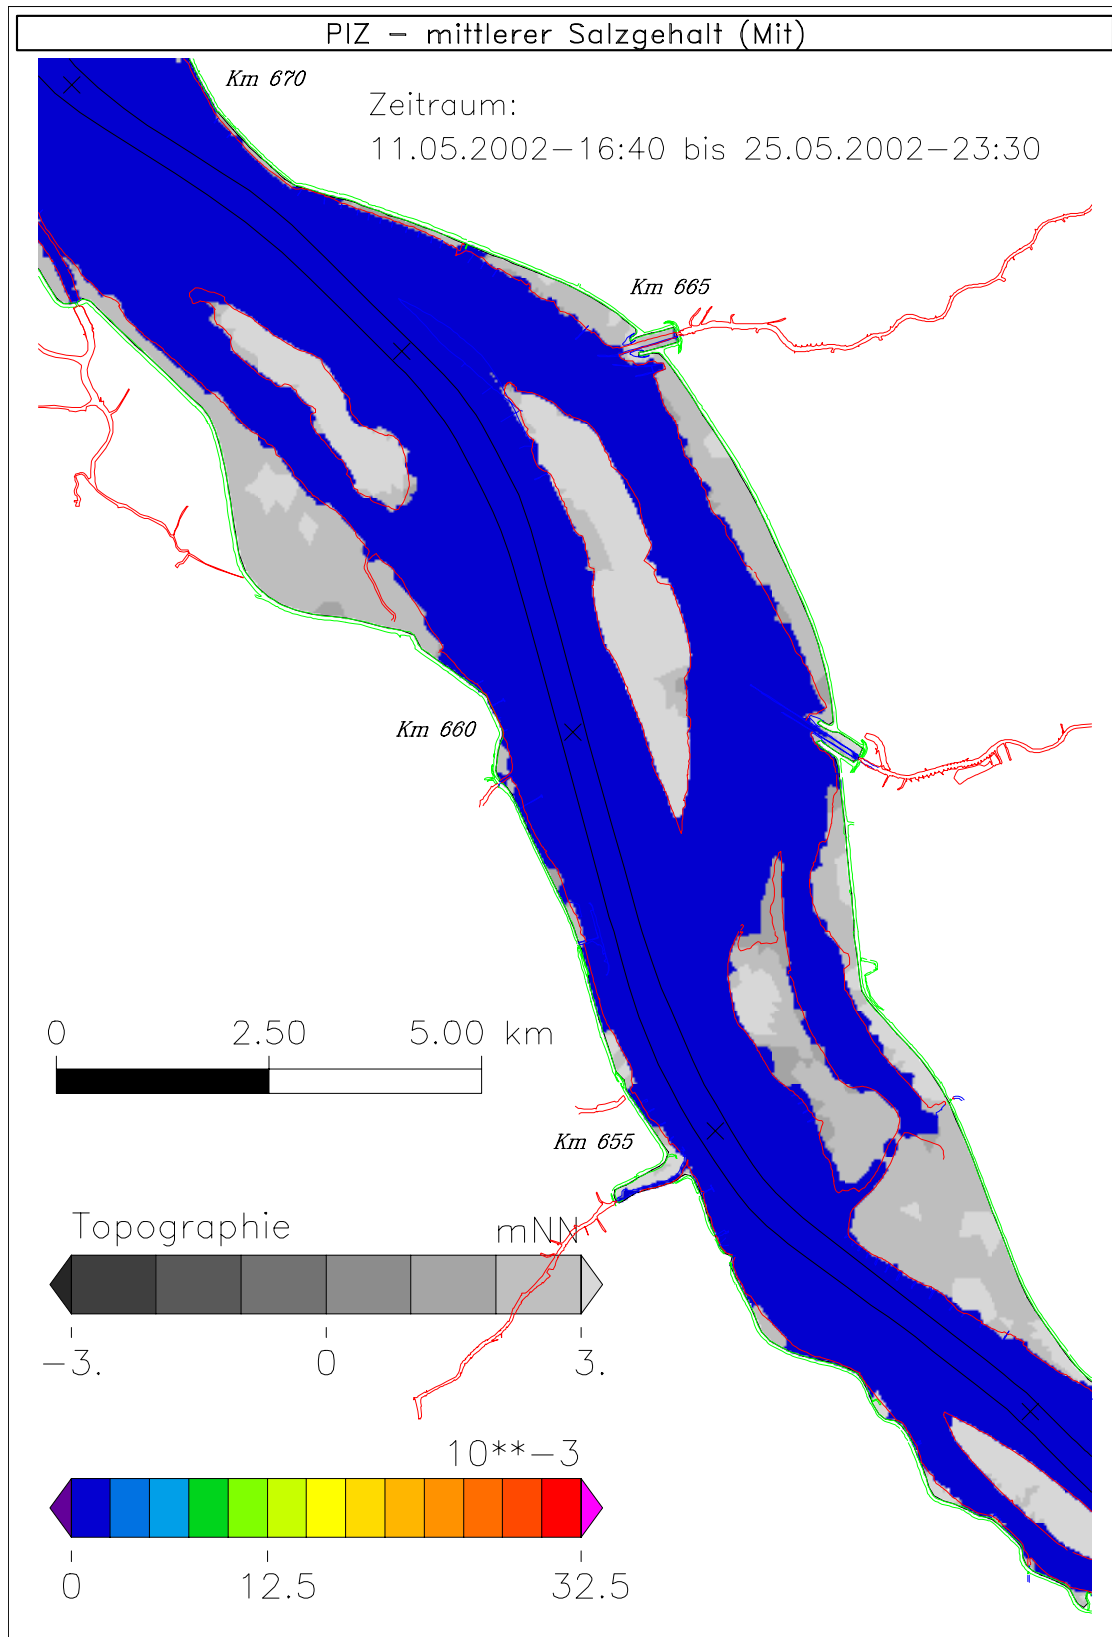 PIZ – mittlerer Salzgehalt (Mit)
Km 670
Zeitraum:
11.05.2002–16:40 bis 25.05.2002–23:30
Km 665
Km 660
0 2.50 5.00 km
Km 655
Topographie mNN
–3. 0 3.
10**–3
0 12.5 32.5